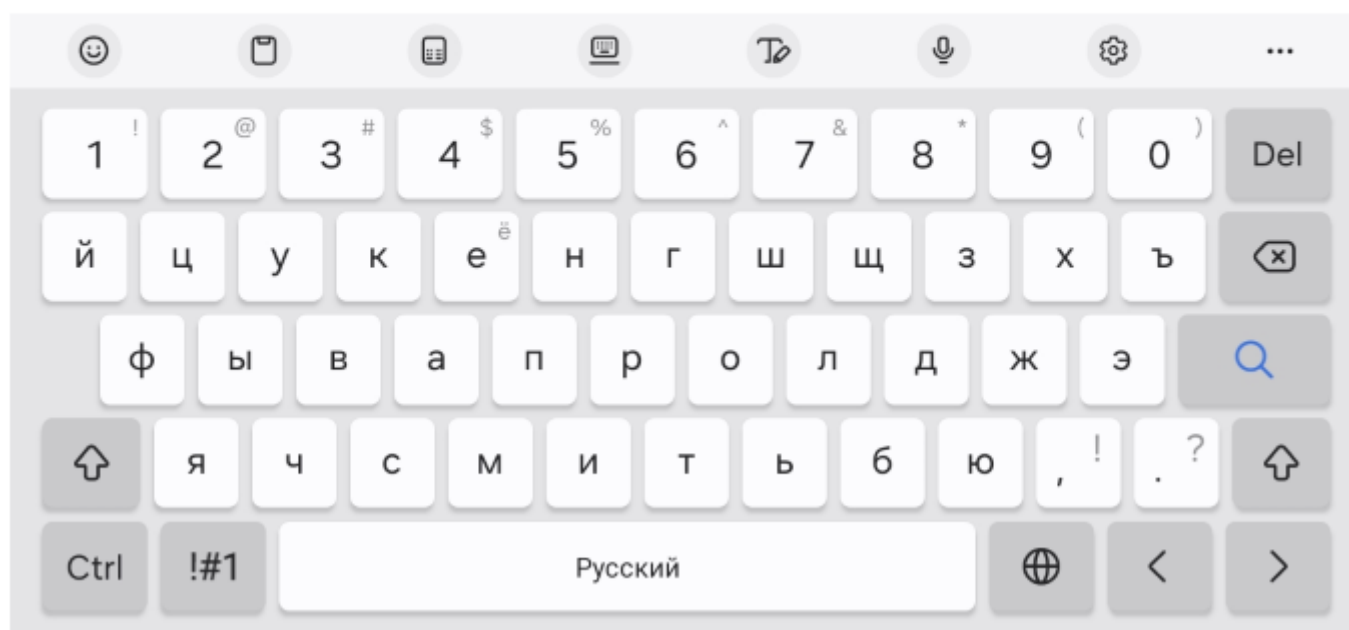 1 ! 2 @ 3 # 4 $ 5 % 6 ^ 7 & 8 * 9 ( 0 ) Del
й ц у к е ё н г ш щ з х ъ
ф ы в а п р о л д ж э
я ч с м и т ь б ю , ! . ?
Ctrl !#1 Русский < >